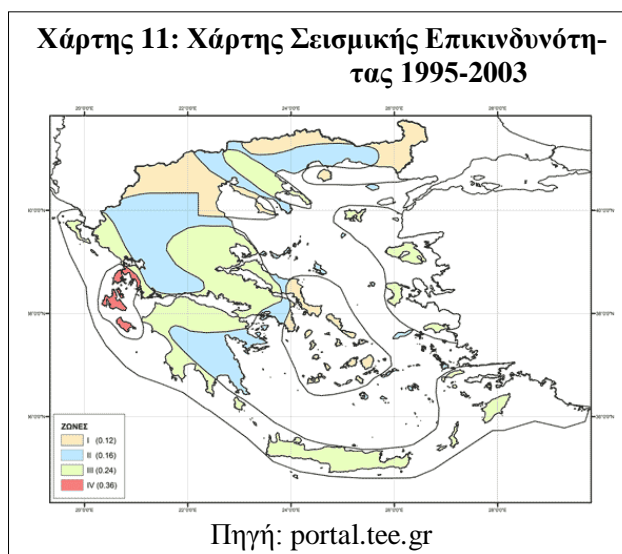 Χάρτης 11: Χάρτης Σεισμικής Επικινδυνότη-
τας 1995-2003
ΖΩΝΕΣ
I (0.12)
II (0.16)
III (0.24)
IV (0.36)
Πηγή: portal.tee.gr